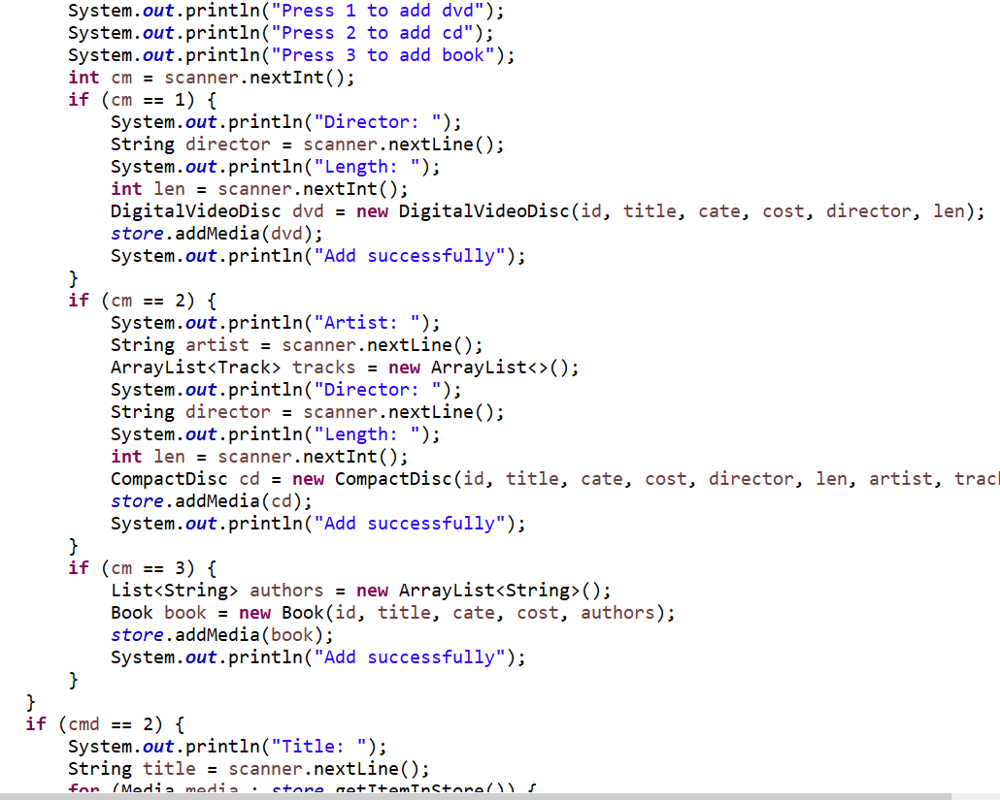 System.out.println("Press 1 to add dvd");
System.out.println("Press 2 to add cd");
System.out.println("Press 3 to add book");
int cm = scanner.nextInt();
if (cm == 1) {
System.out.println("Director: ");
String director = scanner.nextLine();
System.out.println("Length: ");
int len = scanner.nextInt();
DigitalVideoDisc dvd = new DigitalVideoDisc(id, title, cate, cost, director, len);
store.addMedia(dvd);
System.out.println("Add successfully");
}
if (cm == 2) {
System.out.println("Artist: ");
String artist = scanner.nextLine();
ArrayList<Track> tracks = new ArrayList<>();
System.out.println("Director: ");
String director = scanner.nextLine();
System.out.println("Length: ");
int len = scanner.nextInt();
CompactDisc cd = new CompactDisc(id, title, cate, cost, director, len, artist, trac
store.addMedia(cd);
System.out.println("Add successfully");
}
if (cm == 3) {
List<String> authors = new ArrayList<String>();
Book book = new Book(id, title, cate, cost, authors);
store.addMedia(book);
System.out.println("Add successfully");
}
}
if (cmd == 2) {
System.out.println("Title: ");
String title = scanner.nextLine();
for (Media media : store.getItemInStore()) {